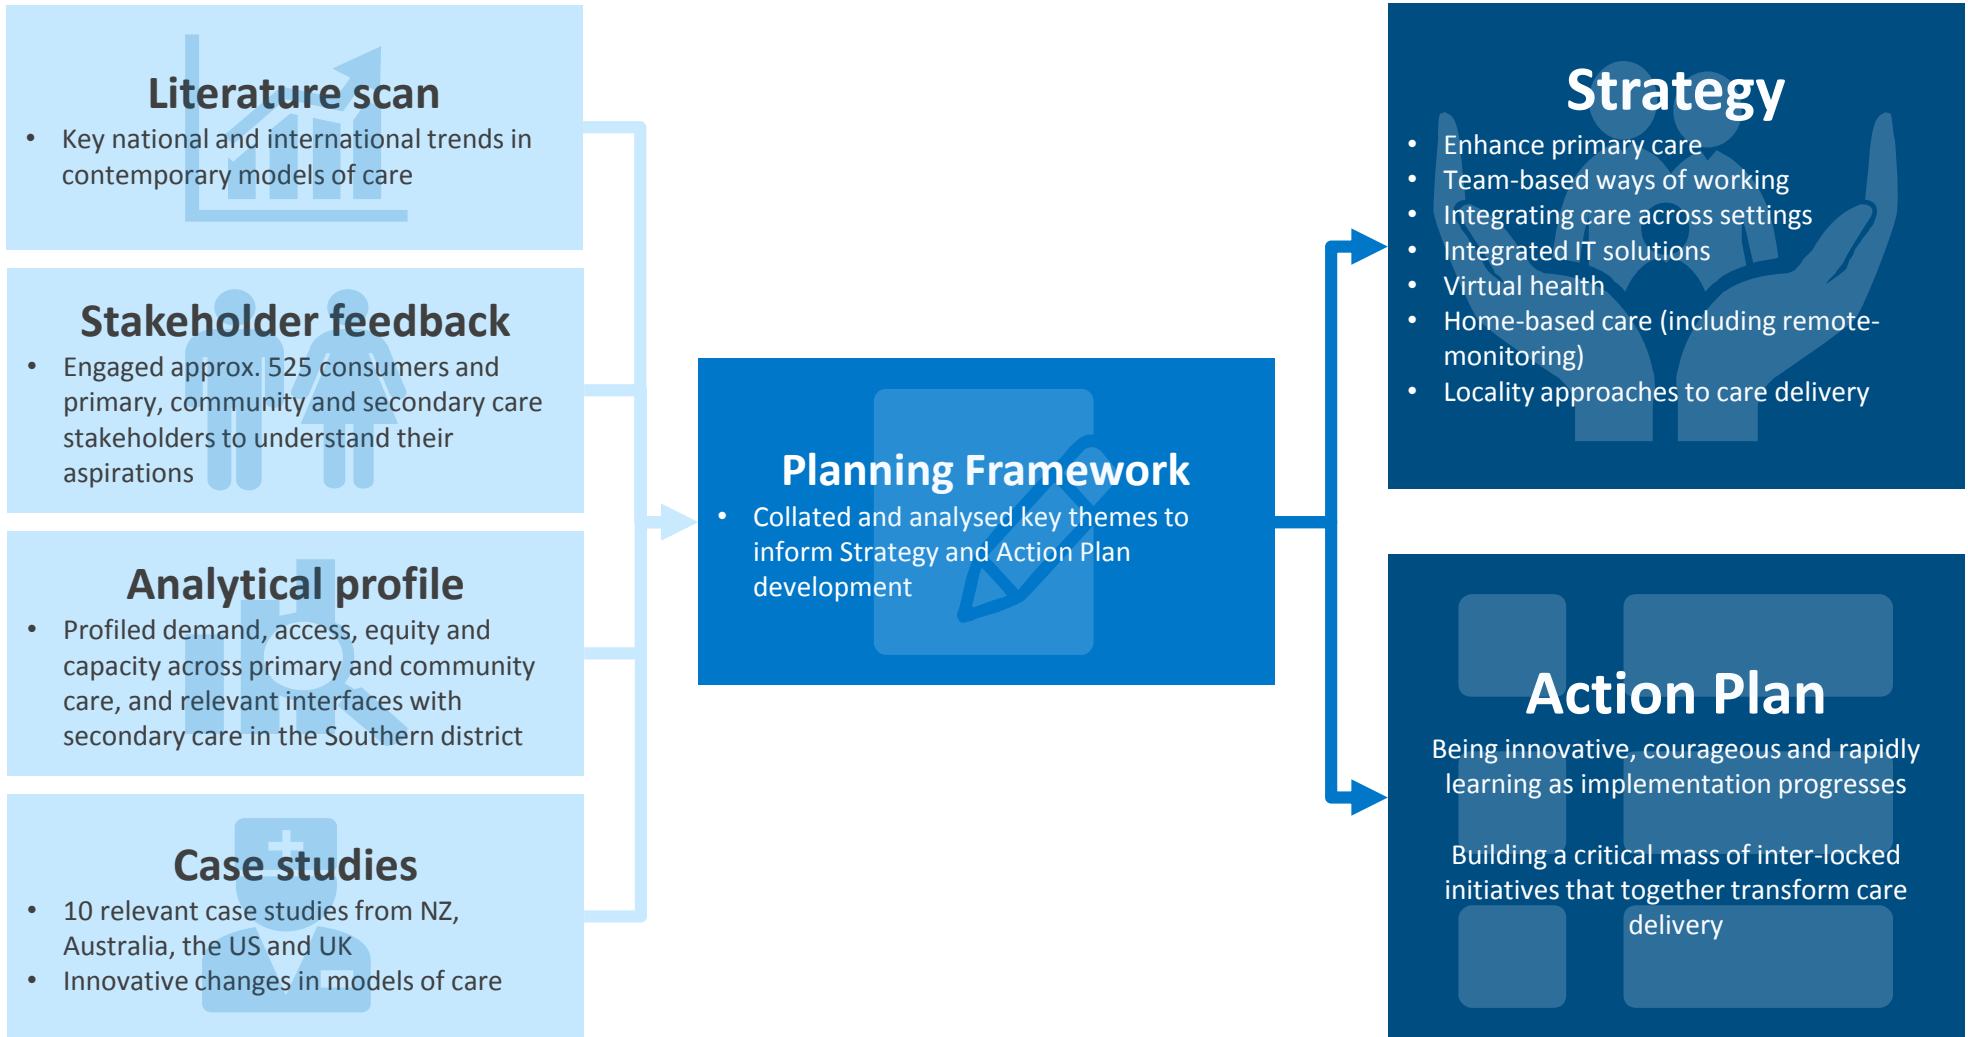 Literature scan
• Key national and international trends in
contemporary models of care
Stakeholder feedback
• Engaged approx. 525 consumers and
primary, community and secondary care
stakeholders to understand their
aspirations
Analytical profile
• Profiled demand, access, equity and
capacity across primary and community
care, and relevant interfaces with
secondary care in the Southern district
Case studies
• 10 relevant case studies from NZ,
Australia, the US and UK
• Innovative changes in models of care
Planning Framework
• Collated and analysed key themes to
inform Strategy and Action Plan
development
Strategy
• Enhance primary care
• Team-based ways of working
• Integrating care across settings
• Integrated IT solutions
• Virtual health
• Home-based care (including remote-
monitoring)
• Locality approaches to care delivery
Action Plan
Being innovative, courageous and rapidly
learning as implementation progresses
Building a critical mass of inter-locked
initiatives that together transform care
delivery